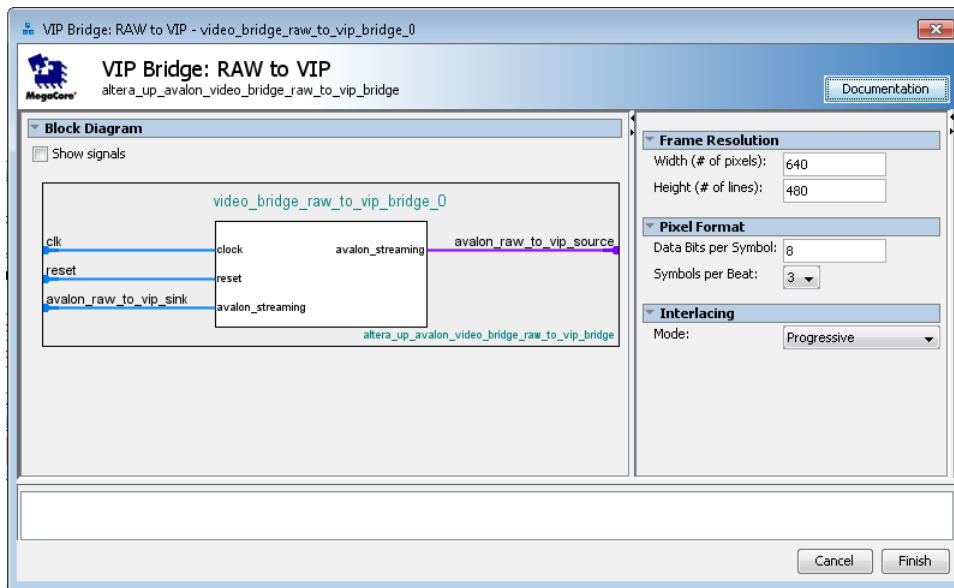 VIP Bridge: RAW to VIP - video_bridge_raw_to_vip_bridge_0
MegaCore®
VIP Bridge: RAW to VIP
altera_up_avalon_video_bridge_raw_to_vip_bridge
Documentation
Block Diagram
Show signals
video_bridge_raw_to_vip_bridge_0
clk
clock
avalon_streaming
avalon_raw_to_vip_source
reset
reset
avalon_raw_to_vip_sink
avalon_streaming
altera_up_avalon_video_bridge_raw_to_vip_bridge
Frame Resolution
Width (# of pixels): 640
Height (# of lines): 480
Pixel Format
Data Bits per Symbol: 8
Symbols per Beat: 3
Interlacing
Mode: Progressive
Cancel
Finish